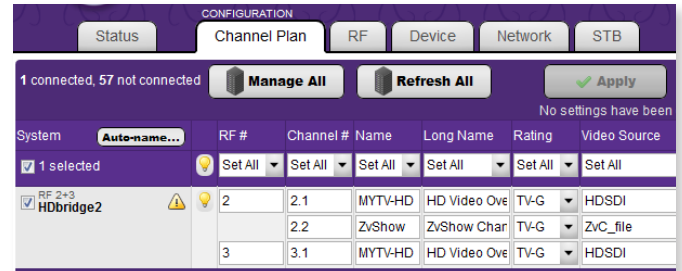 CONFIGURATION
Status Channel Plan RF Device Network STB
1 connected, 57 not connected Manage All Refresh All Apply
No settings have been
System Auto-name... RF # Channel # Name Long Name Rating Video Source
1 selected Set All Set All Set All Set All Set All Set All
RF 2+3
HDbridge2 2 2.1 MYTV-HD HD Video Ove TV-G HDSDI
2.2 ZvShow ZvShow Chan TV-G ZvC_file
3 3.1 MYTV-HD HD Video Ove TV-G HDSDI